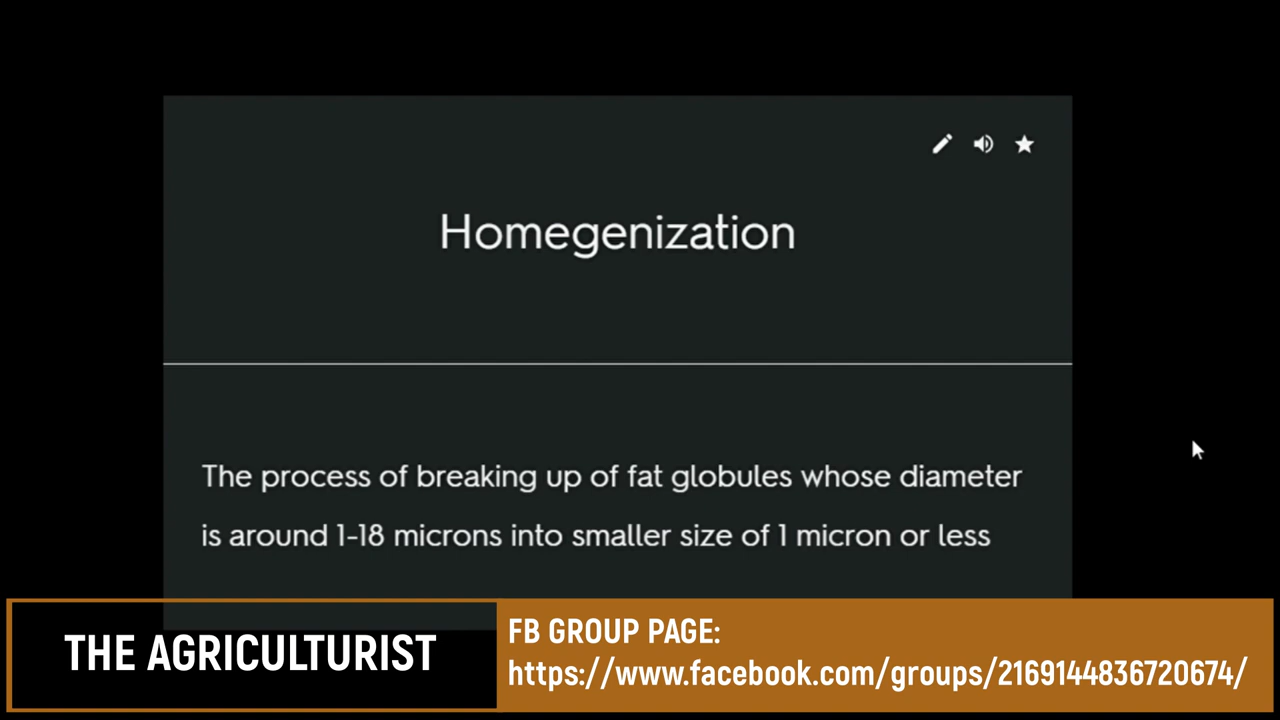 Homegenization
The process of breaking up of fat globules whose diameter
is around 1-18 microns into smaller size of 1 micron or less
THE AGRICULTURIST
FB GROUP PAGE:
https://www.facebook.com/groups/2169144836720674/